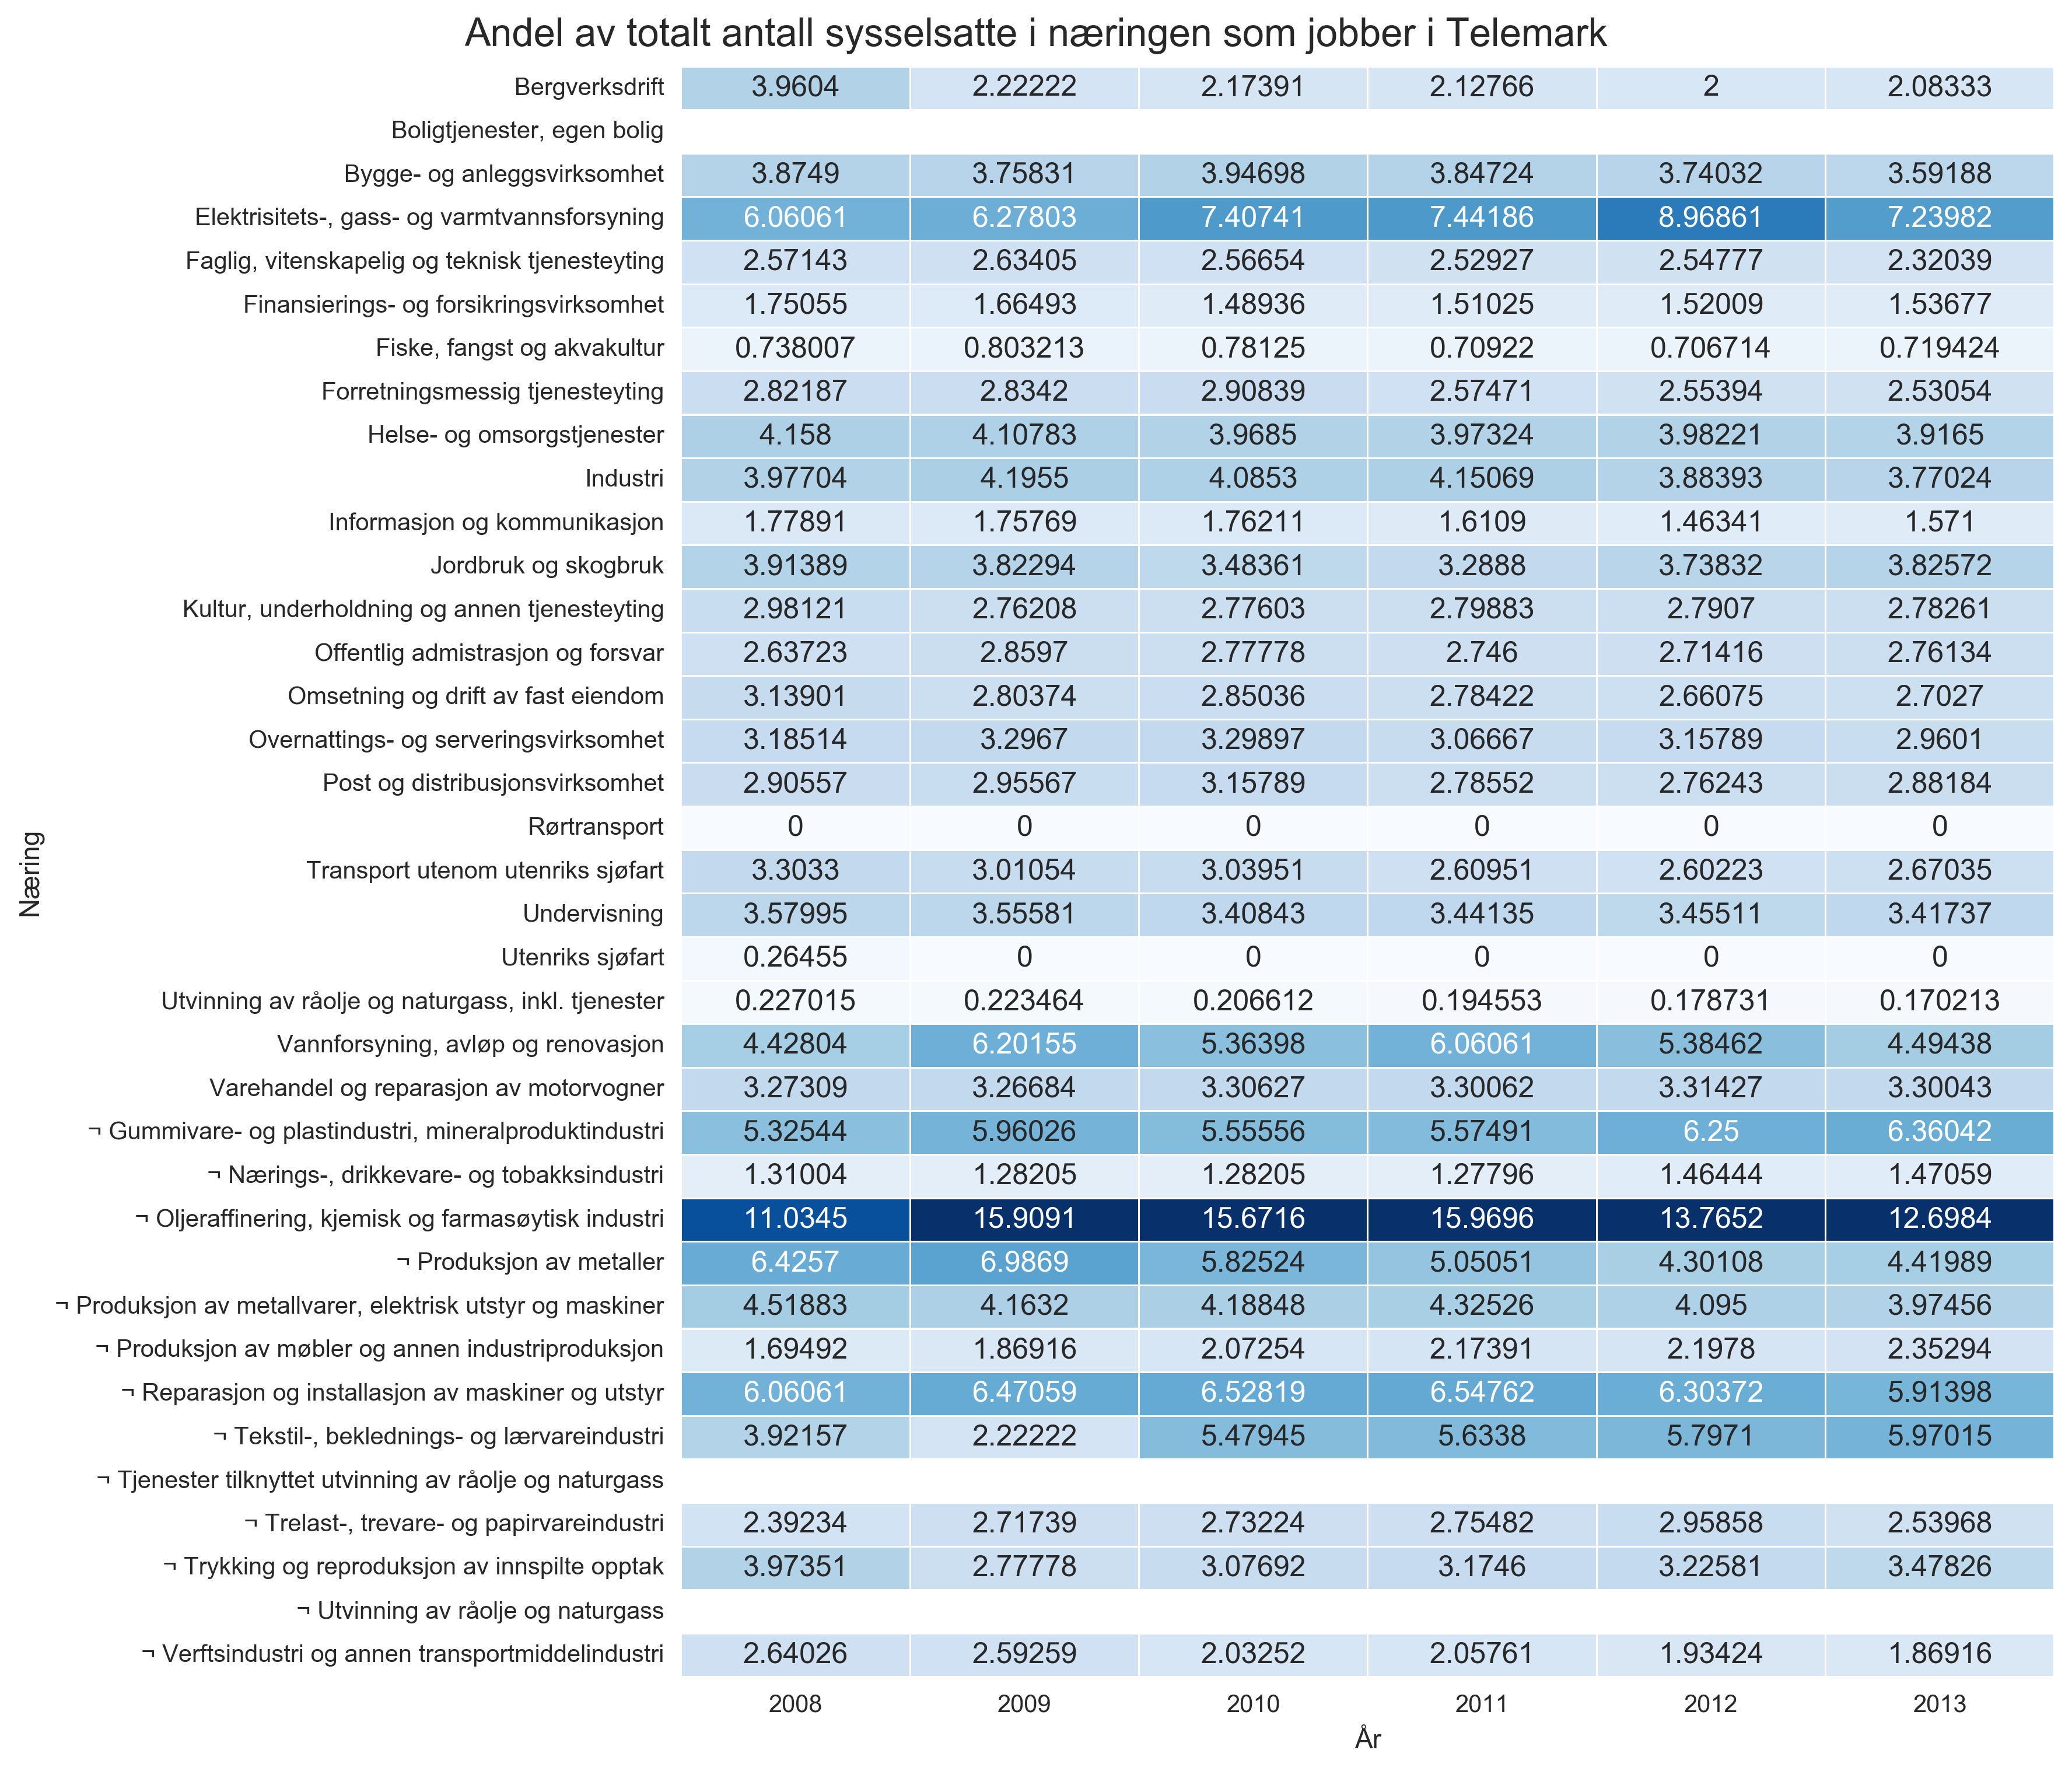 Andel av totalt antall sysselsatte i næringen som jobber i Telemark
Bergverksdrift 3.9604 2.22222 2.17391 2.12766 2 2.08333
Boligtjenester, egen bolig
Bygge- og anleggsvirksomhet 3.8749 3.75831 3.94698 3.84724 3.74032 3.59188
Elektrisitets-, gass- og varmtvannsforsyning 6.06061 6.27803 7.40741 7.44186 8.96861 7.23982
Faglig, vitenskapelig og teknisk tjenesteyting 2.57143 2.63405 2.56654 2.52927 2.54777 2.32039
Finansierings- og forsikringsvirksomhet 1.75055 1.66493 1.48936 1.51025 1.52009 1.53677
Fiske, fangst og akvakultur 0.738007 0.803213 0.78125 0.70922 0.706714 0.719424
Forretningsmessig tjenesteyting 2.82187 2.8342 2.90839 2.57471 2.55394 2.53054
Helse- og omsorgstjenester 4.158 4.10783 3.9685 3.97324 3.98221 3.9165
Industri 3.97704 4.1955 4.0853 4.15069 3.88393 3.77024
Informasjon og kommunikasjon 1.77891 1.75769 1.76211 1.6109 1.46341 1.571
Jordbruk og skogbruk 3.91389 3.82294 3.48361 3.2888 3.73832 3.82572
Kultur, underholdning og annen tjenesteyting 2.98121 2.76208 2.77603 2.79883 2.7907 2.78261
Offentlig admistrasjon og forsvar 2.63723 2.8597 2.77778 2.746 2.71416 2.76134
Omsetning og drift av fast eiendom 3.13901 2.80374 2.85036 2.78422 2.66075 2.7027
Overnattings- og serveringsvirksomhet 3.18514 3.2967 3.29897 3.06667 3.15789 2.9601
Post og distribusjonsvirksomhet 2.90557 2.95567 3.15789 2.78552 2.76243 2.88184
Rørtransport 0 0 0 0 0 0
Transport utenom utenriks sjøfart 3.3033 3.01054 3.03951 2.60951 2.60223 2.67035
Undervisning 3.57995 3.55581 3.40843 3.44135 3.45511 3.41737
Utenriks sjøfart 0.26455 0 0 0 0 0
Utvinning av råolje og naturgass, inkl. tjenester 0.227015 0.223464 0.206612 0.194553 0.178731 0.170213
Vannforsyning, avløp og renovasjon 4.42804 6.20155 5.36398 6.06061 5.38462 4.49438
Varehandel og reparasjon av motorvogner 3.27309 3.26684 3.30627 3.30062 3.31427 3.30043
¬ Gummivare- og plastindustri, mineralproduktindustri 5.32544 5.96026 5.55556 5.57491 6.25 6.36042
¬ Nærings-, drikkevare- og tobakksindustri 1.31004 1.28205 1.28205 1.27796 1.46444 1.47059
¬ Oljeraffinering, kjemisk og farmasøytisk industri 11.0345 15.9091 15.6716 15.9696 13.7652 12.6984
¬ Produksjon av metaller 6.4257 6.9869 5.82524 5.05051 4.30108 4.41989
¬ Produksjon av metallvarer, elektrisk utstyr og maskiner 4.51883 4.1632 4.18848 4.32526 4.095 3.97456
¬ Produksjon av møbler og annen industriproduksjon 1.69492 1.86916 2.07254 2.17391 2.1978 2.35294
¬ Reparasjon og installasjon av maskiner og utstyr 6.06061 6.47059 6.52819 6.54762 6.30372 5.91398
¬ Tekstil-, beklednings- og lærvareindustri 3.92157 2.22222 5.47945 5.6338 5.7971 5.97015
¬ Tjenester tilknyttet utvinning av råolje og naturgass
¬ Trelast-, trevare- og papirvareindustri 2.39234 2.71739 2.73224 2.75482 2.95858 2.53968
¬ Trykking og reproduksjon av innspilte opptak 3.97351 2.77778 3.07692 3.1746 3.22581 3.47826
¬ Utvinning av råolje og naturgass
¬ Verftsindustri og annen transportmiddelindustri 2.64026 2.59259 2.03252 2.05761 1.93424 1.86916
2008 2009 2010 2011 2012 2013
År
Næring